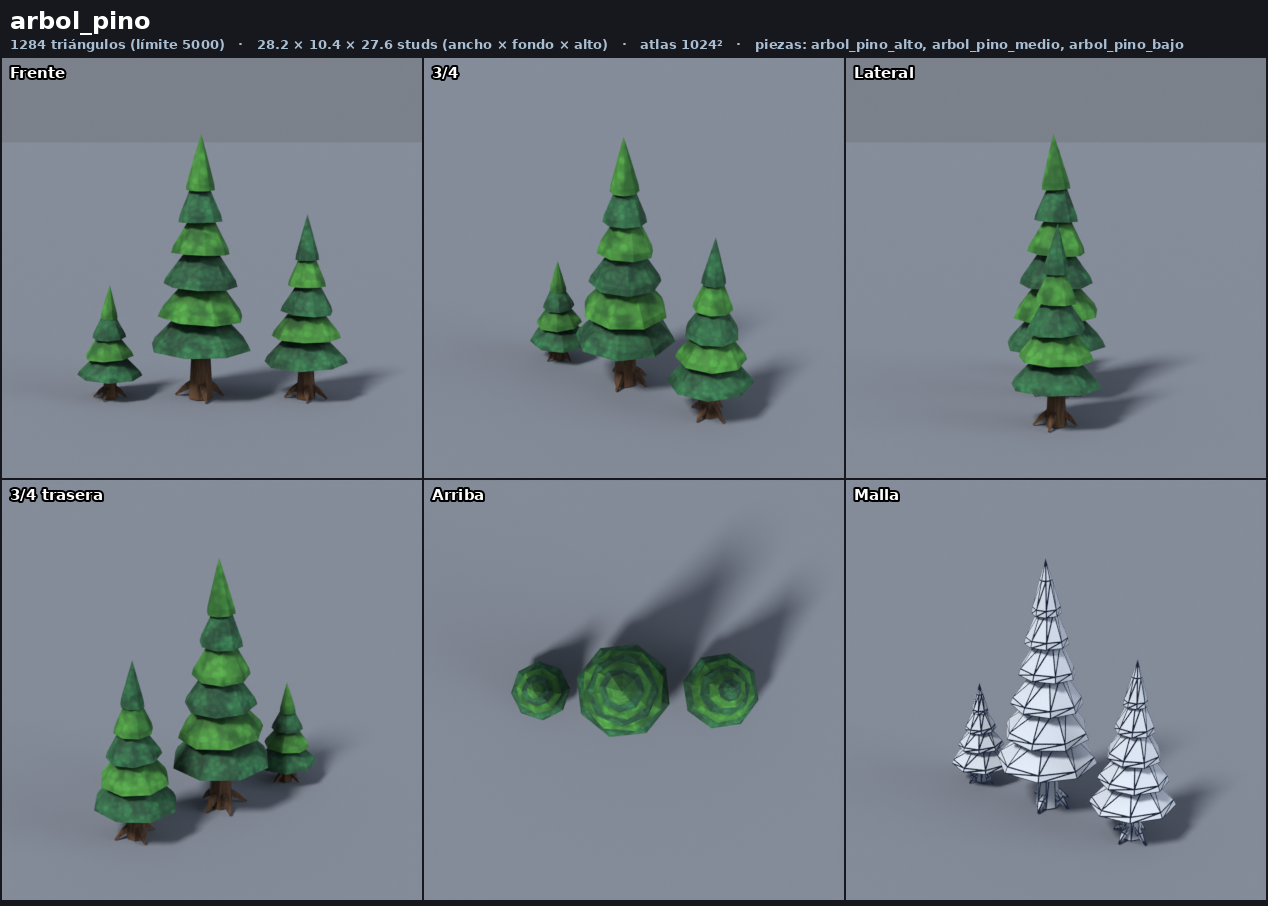 arbol_pino
1284 triángulos (límite 5000) · 28.2 × 10.4 × 27.6 studs (ancho × fondo × alto) · atlas 1024² · piezas: arbol_pino_alto, arbol_pino_medio, arbol_pino_bajo
Frente
3/4
Lateral
3/4 trasera
Arriba
Malla